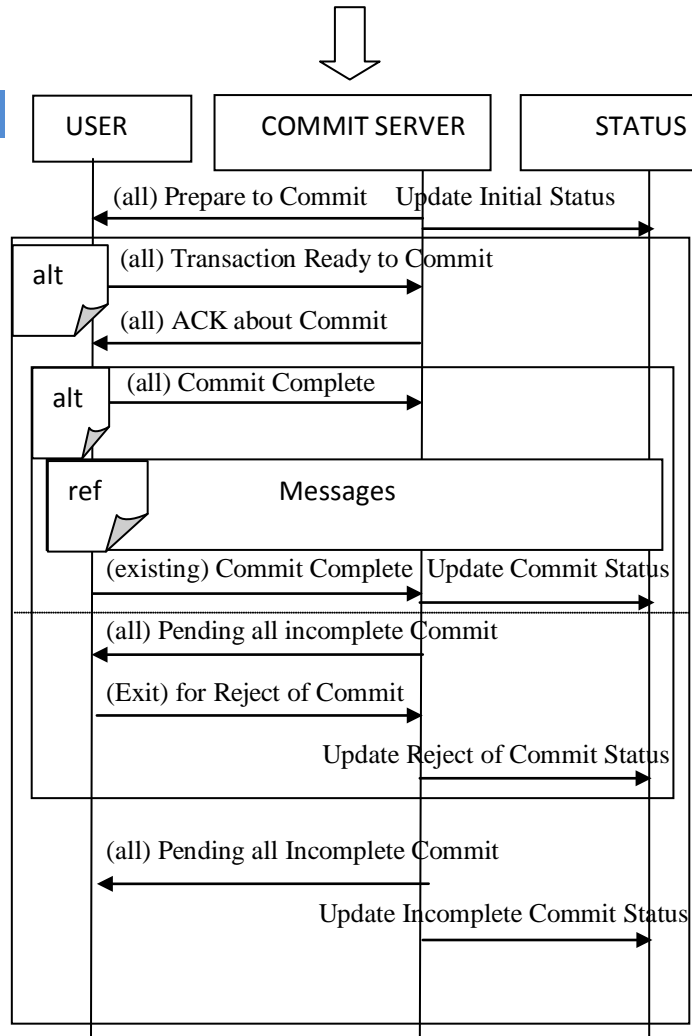 USER COMMIT SERVER STATUS
(all) Prepare to Commit Update Initial Status
alt (all) Transaction Ready to Commit
(all) ACK about Commit
alt (all) Commit Complete
ref Messages
(existing) Commit Complete Update Commit Status
(all) Pending all incomplete Commit
(Exit) for Reject of Commit
Update Reject of Commit Status
(all) Pending all Incomplete Commit
Update Incomplete Commit Status